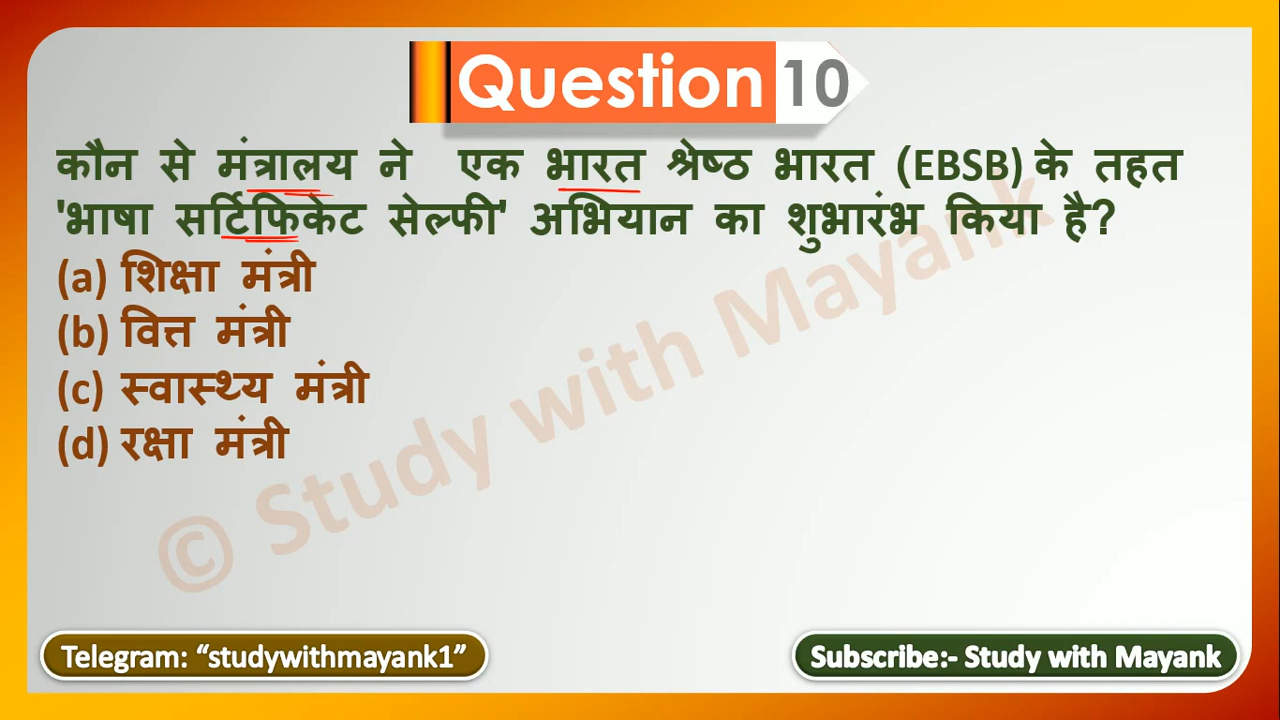 Question 10
कौन से मंत्रालय ने एक भारत श्रेष्ठ भारत (EBSB) के तहत
'भाषा सर्टिफिकेट सेल्फी' अभियान का शुभारंभ किया है?
(a) शिक्षा मंत्री
(b) वित्त मंत्री
(c) स्वास्थ्य मंत्री
(d) रक्षा मंत्री
© Study with Mayank
Telegram: “studywithmayank1”
Subscribe:- Study with Mayank